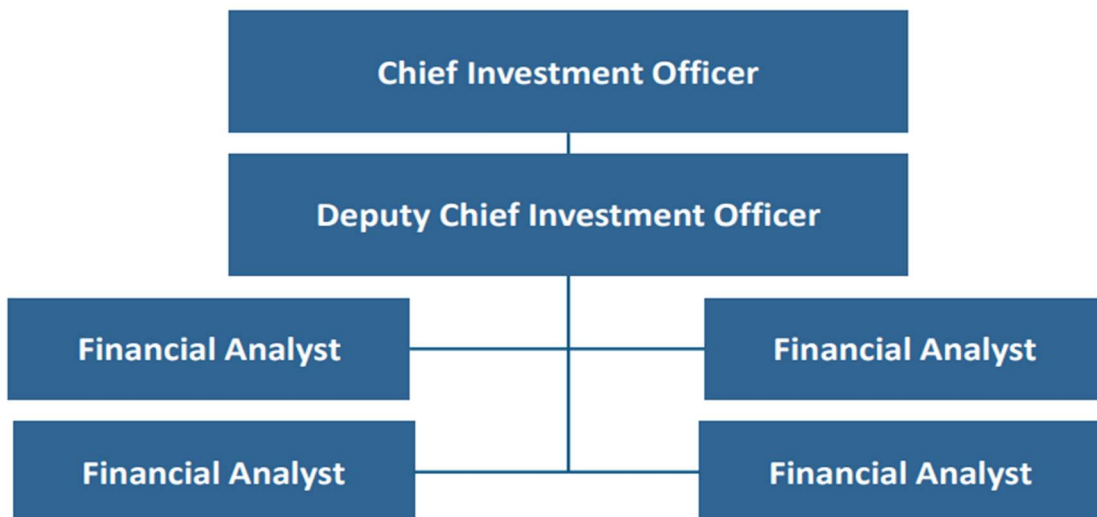 Chief Investment Officer
Deputy Chief Investment Officer
Financial Analyst
Financial Analyst
Financial Analyst
Financial Analyst